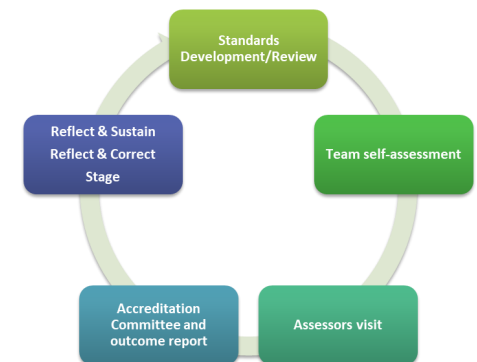 Standards
Development/Review
Team self-assessment
Assessors visit
Accreditation
Committee and
outcome report
Reflect & Sustain
Reflect & Correct
Stage